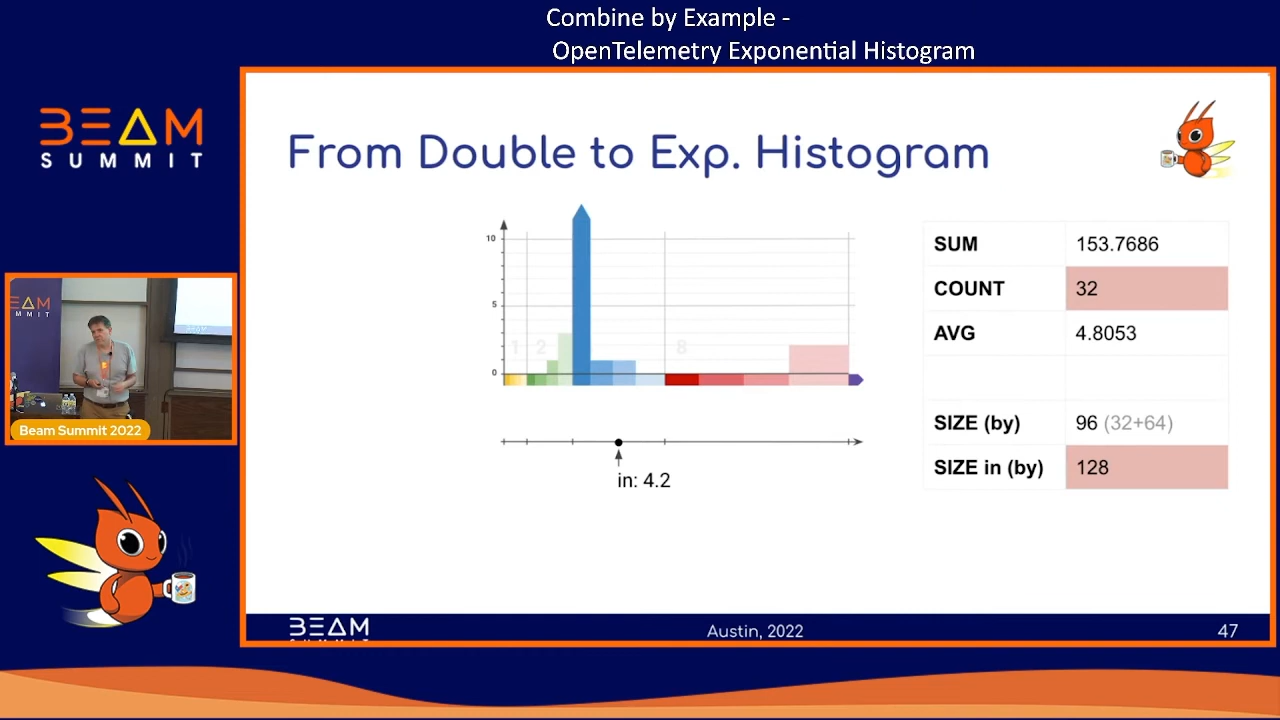 Combine by Example -
OpenTelemetry Exponential Histogram
BEAM
SUMMIT
From Double to Exp. Histogram
10
5
0
1
2
8
in: 4.2
SUM 153.7686
COUNT 32
AVG 4.8053
SIZE (by) 96 (32+64)
SIZE in (by) 128
Beam Summit 2022
BEAM
Austin, 2022
47